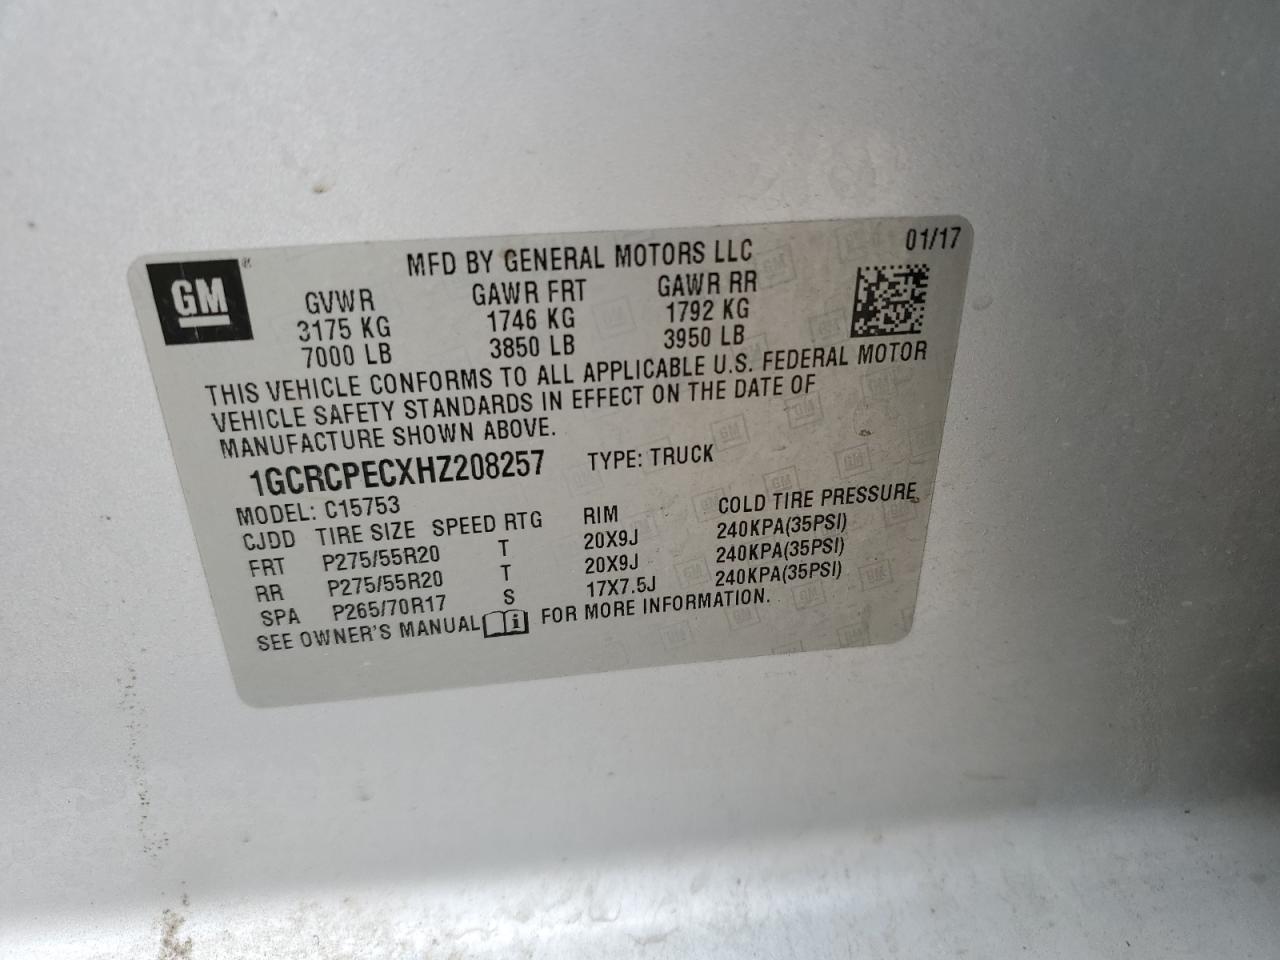 GM®
MFD BY GENERAL MOTORS LLC 01/17
GVWR GAWR FRT GAWR RR
3175 KG 1746 KG 1792 KG
7000 LB 3850 LB 3950 LB
THIS VEHICLE CONFORMS TO ALL APPLICABLE U.S. FEDERAL MOTOR
VEHICLE SAFETY STANDARDS IN EFFECT ON THE DATE OF
MANUFACTURE SHOWN ABOVE.
1GCRCPECXHZ208257 TYPE: TRUCK
MODEL: C15753
CJDD TIRE SIZE SPEED RTG RIM COLD TIRE PRESSURE
FRT P275/55R20 T 20X9J 240KPA(35PSI)
RR P275/55R20 T 20X9J 240KPA(35PSI)
SPA P265/70R17 S 17X7.5J 240KPA(35PSI)
SEE OWNER'S MANUAL FOR MORE INFORMATION.